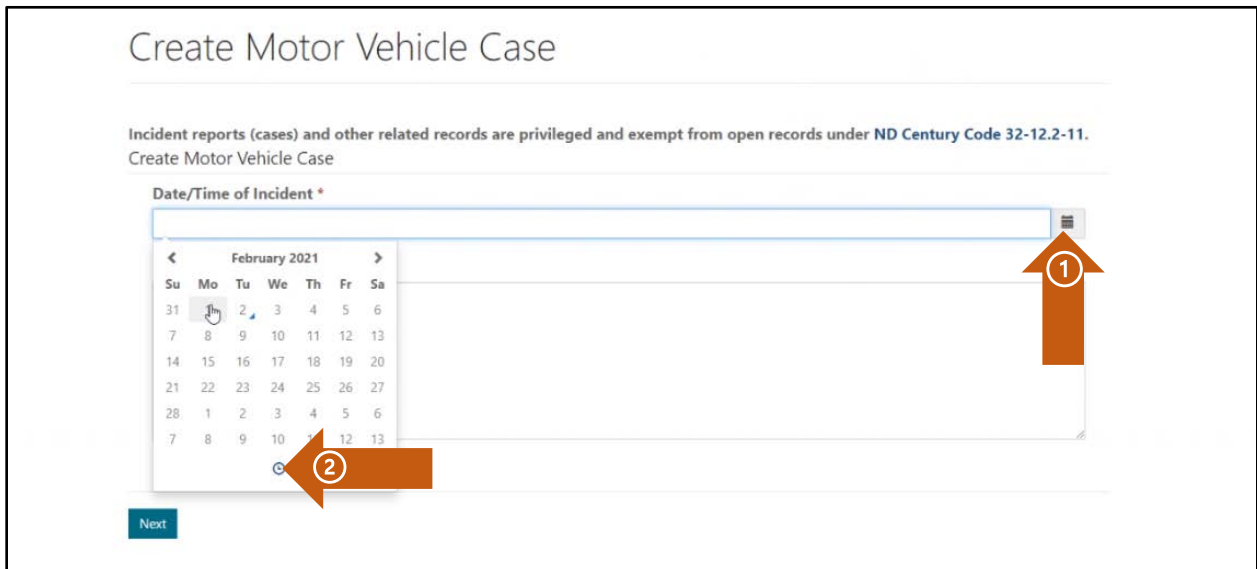 Create Motor Vehicle Case
Incident reports (cases) and other related records are privileged and exempt from open records under ND Century Code 32-12.2-11.
Create Motor Vehicle Case
Date/Time of Incident *
1
February 2021
Su Mo Tu We Th Fr Sa
31 2 3 4 5 6
7 8 9 10 11 12 13
14 15 16 17 18 19 20
21 22 23 24 25 26 27
28 1 2 3 4 5 6
7 8 9 10 12 13
2
Next